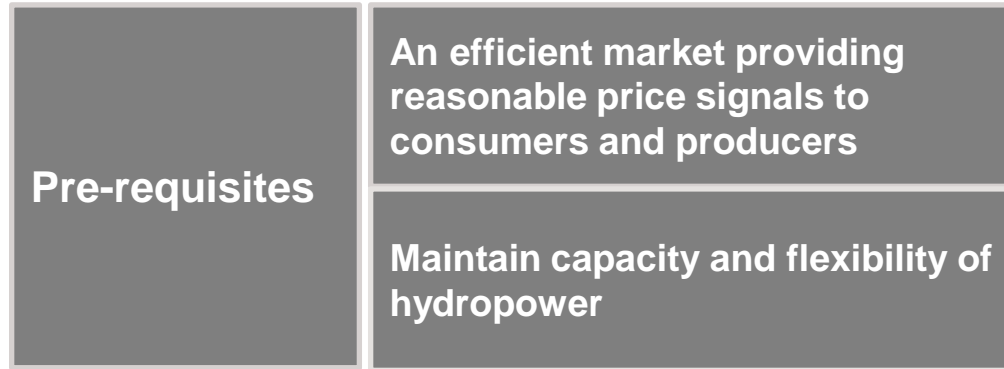 Pre-requisites
An efficient market providing
reasonable price signals to
consumers and producers
Maintain capacity and flexibility of
hydropower